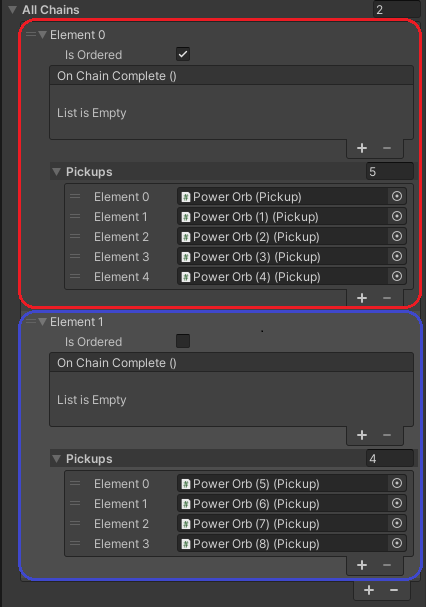 All Chains 2
Element 0
Is Ordered
On Chain Complete ()
List is Empty
+ −
Pickups 5
Element 0 # Power Orb (Pickup)
Element 1 # Power Orb (1) (Pickup)
Element 2 # Power Orb (2) (Pickup)
Element 3 # Power Orb (3) (Pickup)
Element 4 # Power Orb (4) (Pickup)
+ −
Element 1
Is Ordered
On Chain Complete ()
List is Empty
+ −
Pickups 4
Element 0 # Power Orb (5) (Pickup)
Element 1 # Power Orb (6) (Pickup)
Element 2 # Power Orb (7) (Pickup)
Element 3 # Power Orb (8) (Pickup)
+ −
+ −